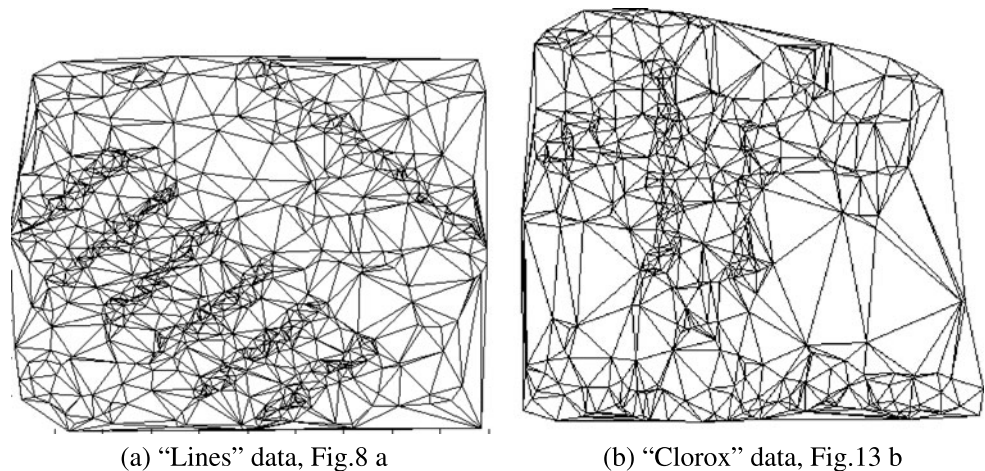 (a) “Lines” data, Fig.8 a
(b) “Clorox” data, Fig.13 b